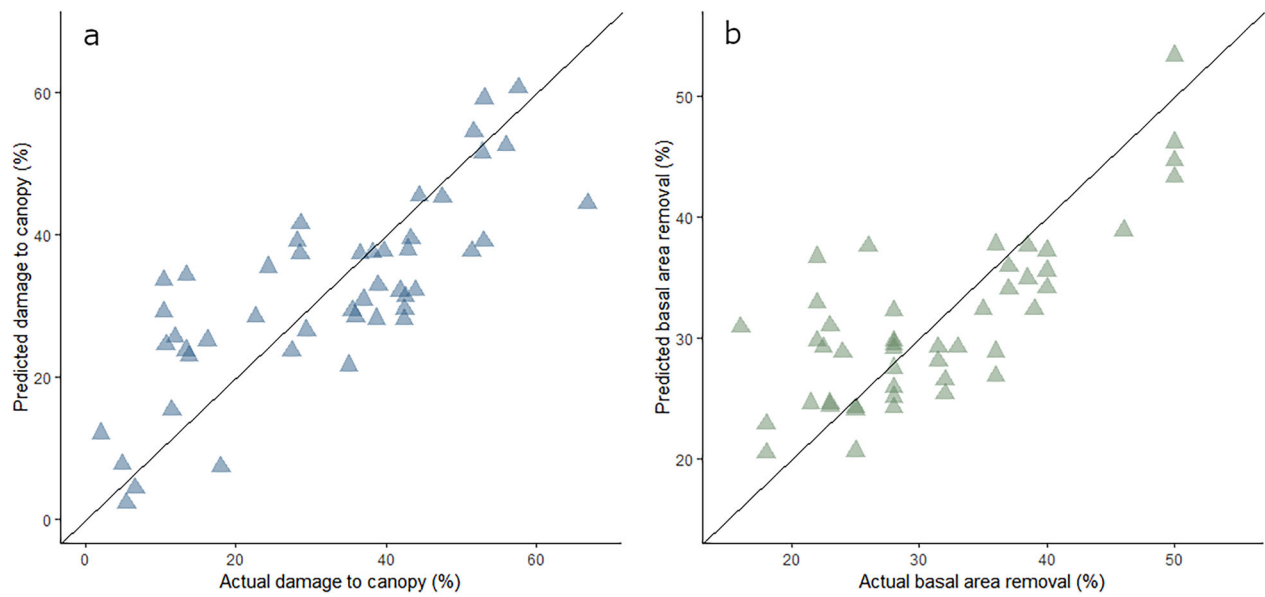 a
Predicted damage to canopy (%)
60
40
20
0
0 20 40 60
Actual damage to canopy (%)
b
Predicted basal area removal (%)
50
40
30
20
20 30 40 50
Actual basal area removal (%)